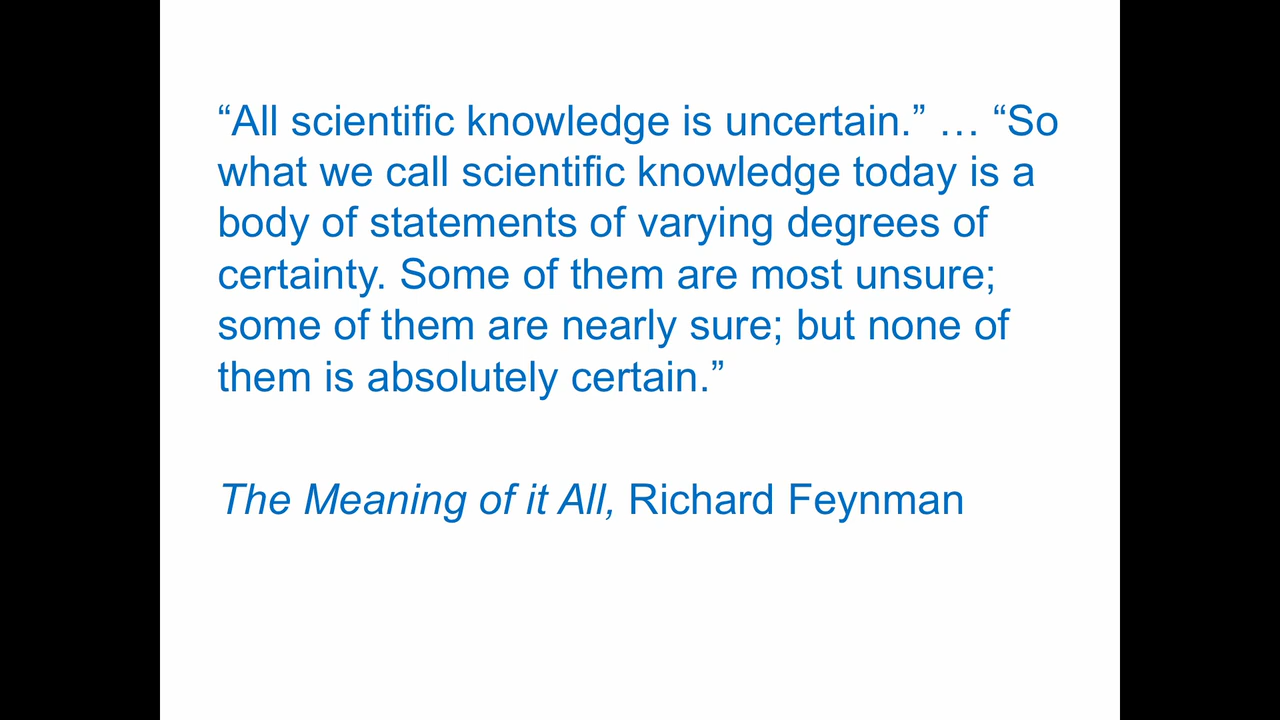 “All scientific knowledge is uncertain.” … “So
what we call scientific knowledge today is a
body of statements of varying degrees of
certainty. Some of them are most unsure;
some of them are nearly sure; but none of
them is absolutely certain.”
The Meaning of it All, Richard Feynman